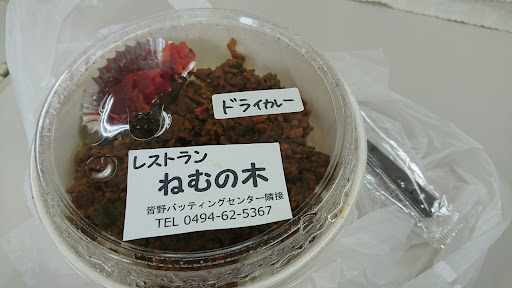 ドライカレー
レストラン
ねむの木
皆野バッティングセンター隣接
TEL 0494-62-5367